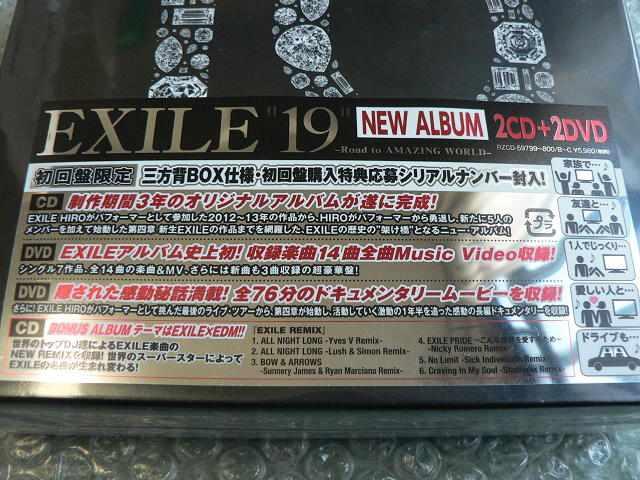 EXILE "19" NEW ALBUM 2CD+2DVD
-Road to AMAZING WORLD-
RZCD-59799~800/B~C ¥5,980(税抜)
初回盤限定 三方背BOX仕様・初回盤購入特典応募シリアルナンバー封入!
家族で…
CD 制作期間3年のオリジナルアルバムが遂に完成!
EXILE HIROがパフォーマーとして参加した2012~13年の作品から、HIROがパフォーマーから勇退し、新たに5人の
メンバーを加えて始動した第四章 新生EXILEの作品までを網羅した、EXILEの歴史の"架け橋"となるニュー・アルバム!
プラ
友達と…
DVD EXILEアルバム史上初!収録楽曲14曲全曲Music Video収録!
シングル7作品、全14曲の楽曲&MV、さらには新曲も3曲収録の超豪華盤!
1人でじっくり…
DVD 隠された感動秘話満載!全76分のドキュメンタリームービーを収録!
さらに! EXILE HIROがパフォーマーとして挑んだ最後のライブ・ツアーから、第四章が始動し、活動していく激動の1年半を追った感動の長編ドキュメンタリーを収録!
愛しい人と…
CD BONUS ALBUM テーマはEXILE×EDM!!
世界のトップDJ達によるEXILE楽曲の
NEW REMIXを収録!世界のスーパースターによって
EXILEの名曲が生まれ変わる!
[EXILE REMIX]
1. ALL NIGHT LONG -Yves V Remix-
2. ALL NIGHT LONG -Lush & Simon Remix-
3. BOW & ARROWS
-Sunnery James & Ryan Marciano Remix-
4. EXILE PRIDE ~こんな世界を愛するため~
-Nicky Romero Remix-
5. No Limit -Sick Individuals Remix-
6. Craving In My Soul -Stadiumx Remix-
ドライブも…